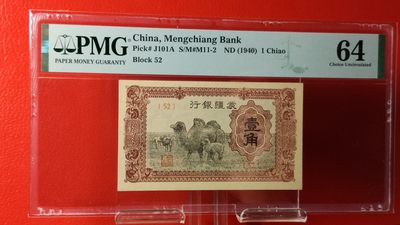 PMG
PAPER MONEY GUARANTY
China, Mengchiang Bank
Pick# J101A S/M#M11-2 ND (1940) 1 Chiao
Block 52
64
Choice Uncirculated
{ 52 }
行銀疆蒙
壹角